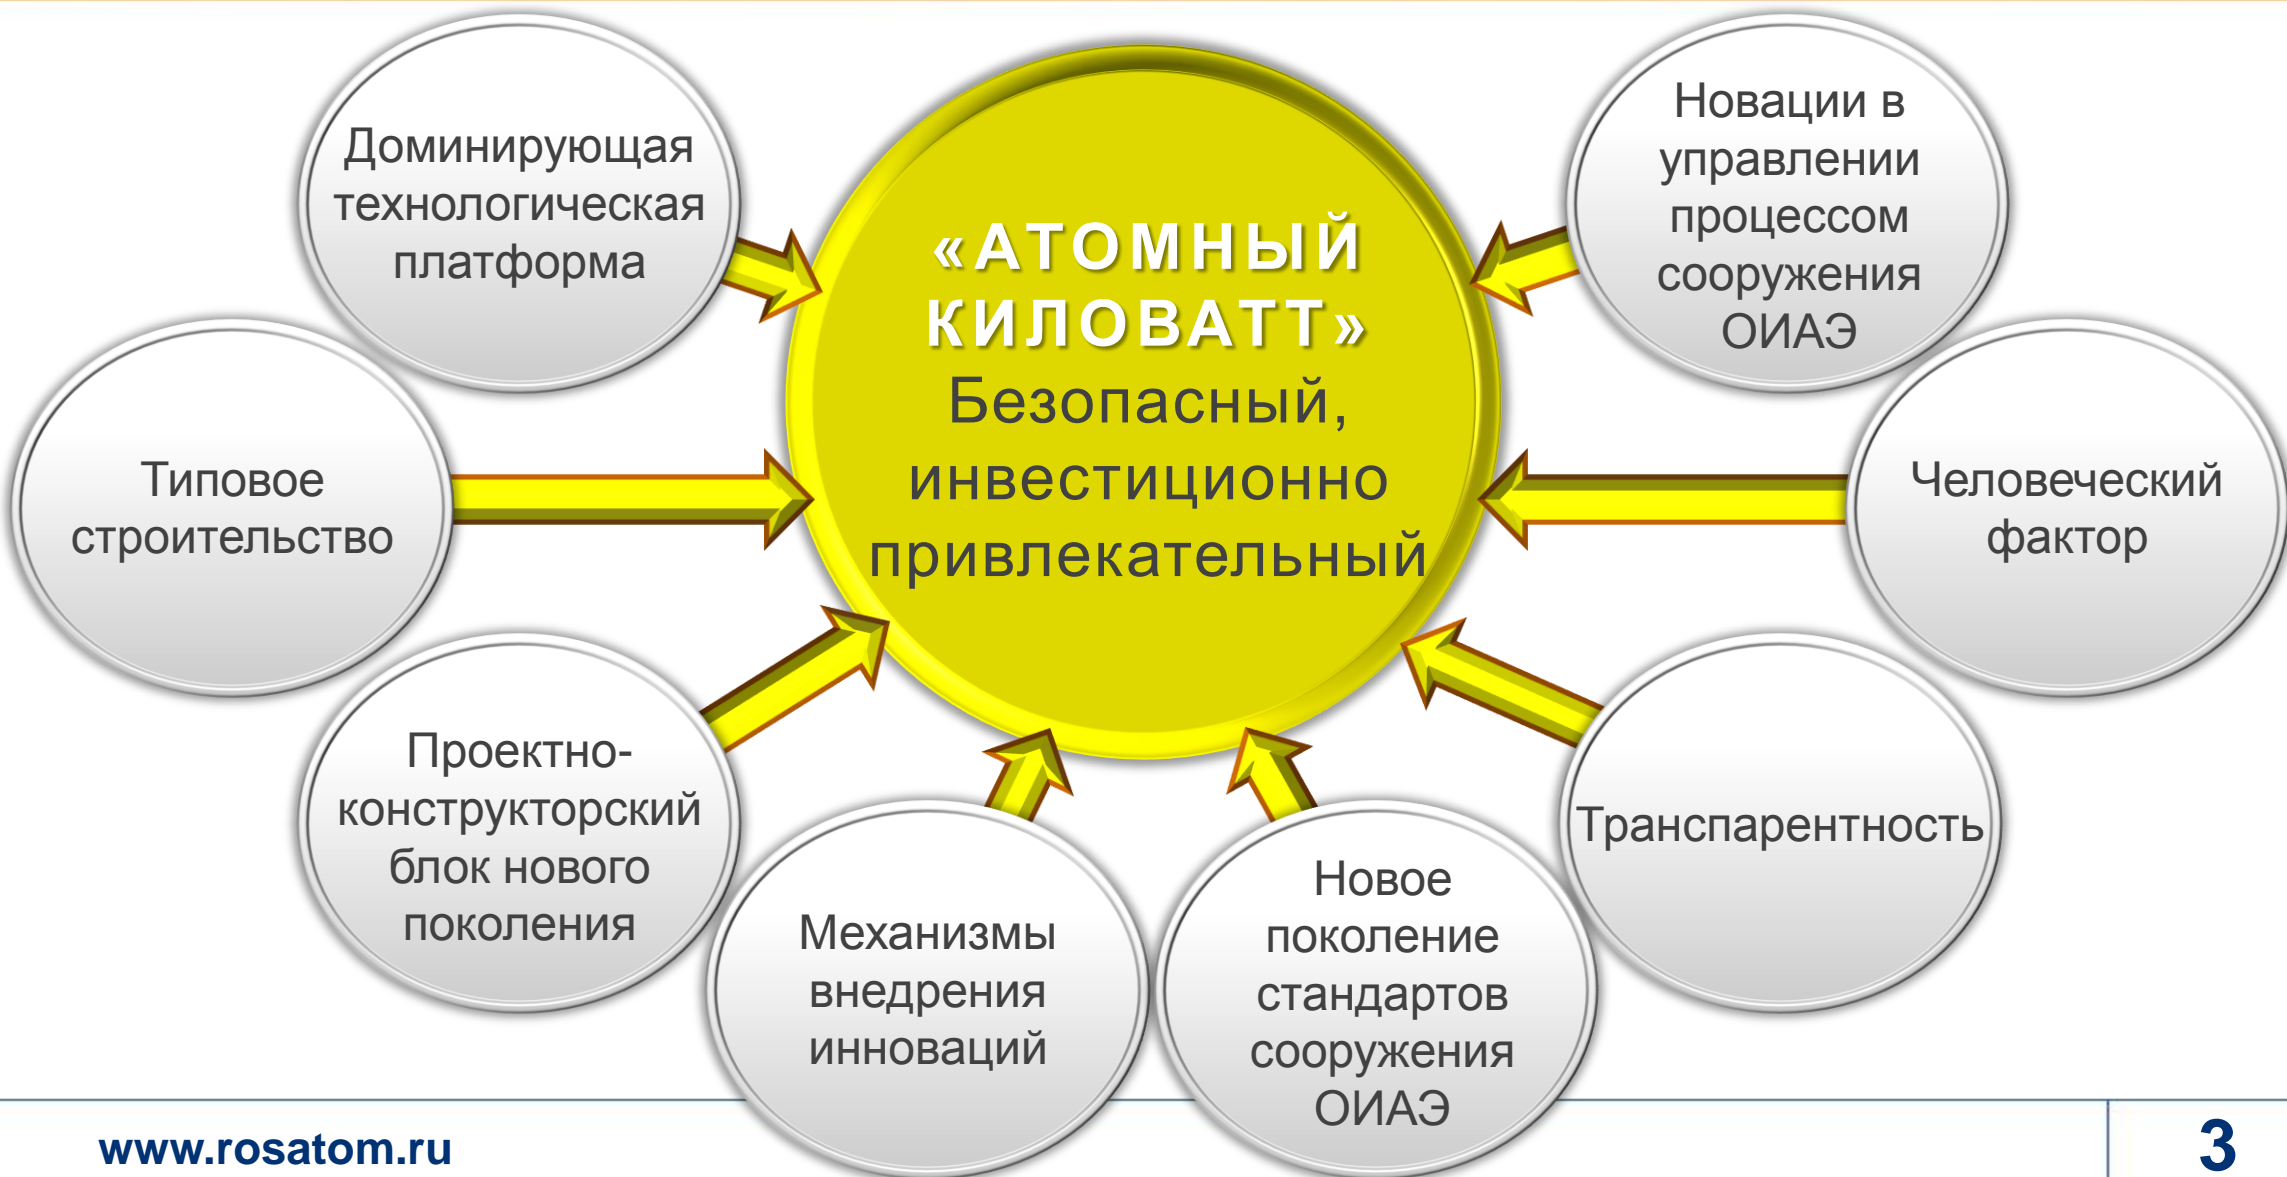 Доминирующая
технологическая
платформа
Типовое
строительство
Проектно-
конструкторский
блок нового
поколения
Механизмы
внедрения
инноваций
«АТОМНЫЙ
КИЛОВАТТ»
Безопасный,
инвестиционно
привлекательный
Новое
поколение
стандартов
сооружения
ОИАЭ
Транспарентность
Человеческий
фактор
Новации в
управлении
процессом
сооружения
ОИАЭ
www.rosatom.ru
3